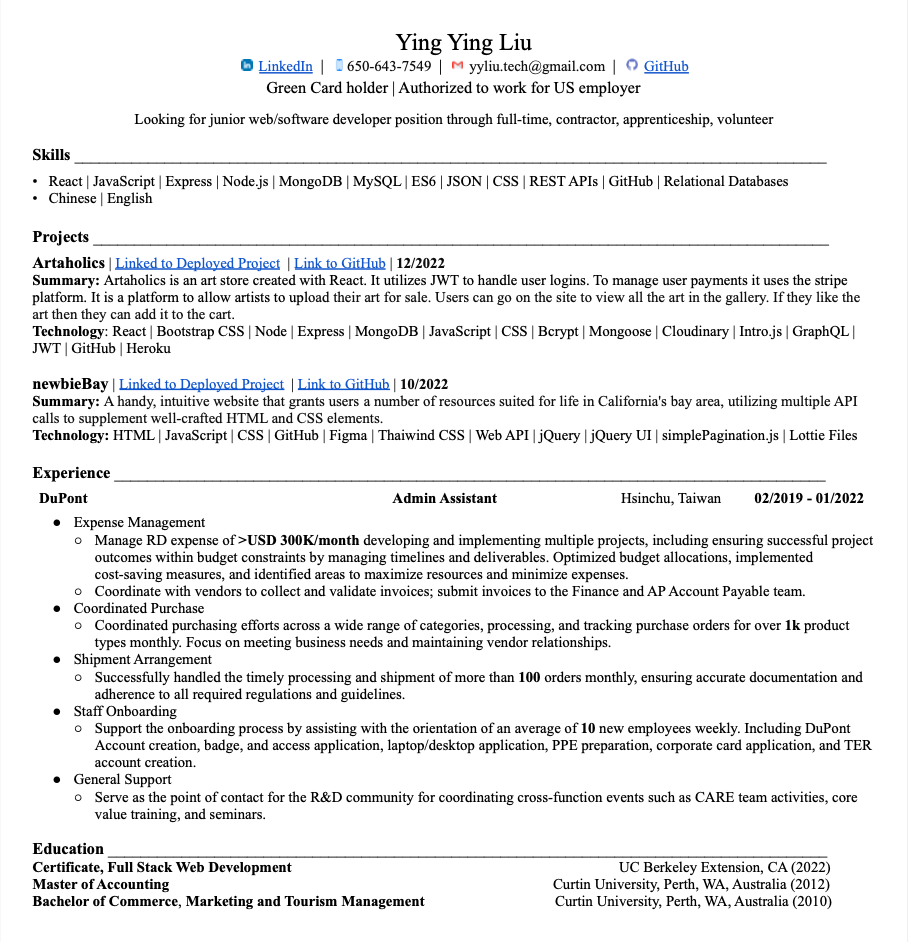 Ying Ying Liu
LinkedIn | 650-643-7549 | yyliu.tech@gmail.com | GitHub
Green Card holder | Authorized to work for US employer
Looking for junior web/software developer position through full-time, contractor, apprenticeship, volunteer
Skills
• React | JavaScript | Express | Node.js | MongoDB | MySQL | ES6 | JSON | CSS | REST APIs | GitHub | Relational Databases
• Chinese | English
Projects
Artaholics | Linked to Deployed Project | Link to GitHub | 12/2022
Summary: Artaholics is an art store created with React. It utilizes JWT to handle user logins. To manage user payments it uses the stripe
platform. It is a platform to allow artists to upload their art for sale. Users can go on the site to view all the art in the gallery. If they like the
art then they can add it to the cart.
Technology: React | Bootstrap CSS | Node | Express | MongoDB | JavaScript | CSS | Bcrypt | Mongoose | Cloudinary | Intro.js | GraphQL |
JWT | GitHub | Heroku
newbieBay | Linked to Deployed Project | Link to GitHub | 10/2022
Summary: A handy, intuitive website that grants users a number of resources suited for life in California's bay area, utilizing multiple API
calls to supplement well-crafted HTML and CSS elements.
Technology: HTML | JavaScript | CSS | GitHub | Figma | Thaiwind CSS | Web API | jQuery | jQuery UI | simplePagination.js | Lottie Files
Experience
DuPont Admin Assistant Hsinchu, Taiwan 02/2019 - 01/2022
● Expense Management
○ Manage RD expense of >USD 300K/month developing and implementing multiple projects, including ensuring successful project
outcomes within budget constraints by managing timelines and deliverables. Optimized budget allocations, implemented
cost-saving measures, and identified areas to maximize resources and minimize expenses.
○ Coordinate with vendors to collect and validate invoices; submit invoices to the Finance and AP Account Payable team.
● Coordinated Purchase
○ Coordinated purchasing efforts across a wide range of categories, processing, and tracking purchase orders for over 1k product
types monthly. Focus on meeting business needs and maintaining vendor relationships.
● Shipment Arrangement
○ Successfully handled the timely processing and shipment of more than 100 orders monthly, ensuring accurate documentation and
adherence to all required regulations and guidelines.
● Staff Onboarding
○ Support the onboarding process by assisting with the orientation of an average of 10 new employees weekly. Including DuPont
Account creation, badge, and access application, laptop/desktop application, PPE preparation, corporate card application, and TER
account creation.
● General Support
○ Serve as the point of contact for the R&D community for coordinating cross-function events such as CARE team activities, core
value training, and seminars.
Education
Certificate, Full Stack Web Development UC Berkeley Extension, CA (2022)
Master of Accounting Curtin University, Perth, WA, Australia (2012)
Bachelor of Commerce, Marketing and Tourism Management Curtin University, Perth, WA, Australia (2010)